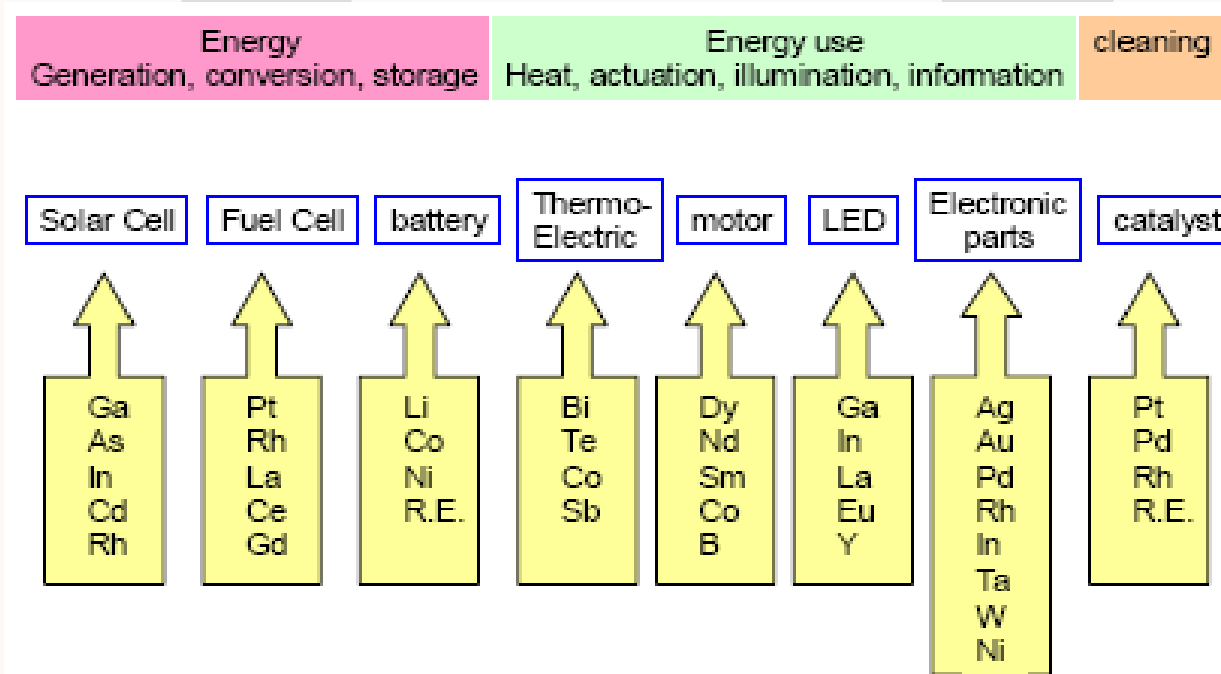 Energy
Generation, conversion, storage
Energy use
Heat, actuation, illumination, information
cleaning
Solar Cell
Fuel Cell
battery
Thermo-
Electric
motor
LED
Electronic
parts
catalyst
Ga
As
In
Cd
Rh
Pt
Rh
La
Ce
Gd
Li
Co
Ni
R.E.
Bi
Te
Co
Sb
Dy
Nd
Sm
Co
B
Ga
In
La
Eu
Y
Ag
Au
Pd
Rh
In
Ta
W
Ni
Pt
Pd
Rh
R.E.